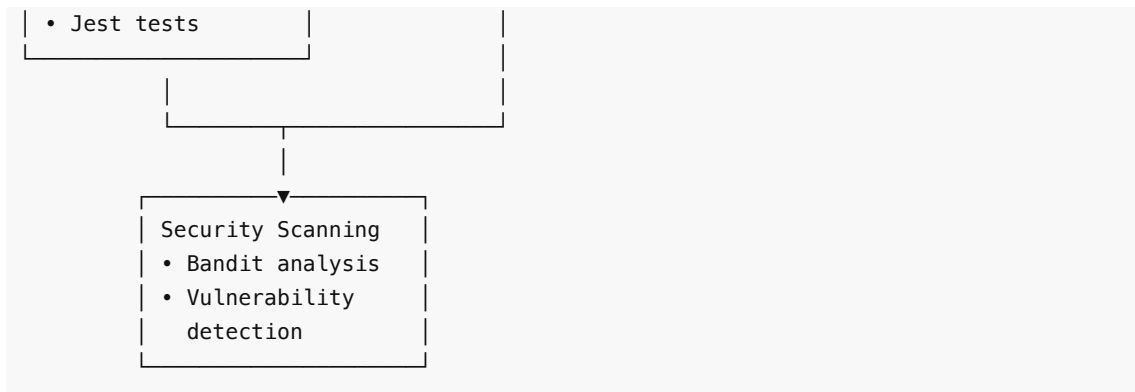 • Jest tests
Security Scanning
• Bandit analysis
• Vulnerability
detection